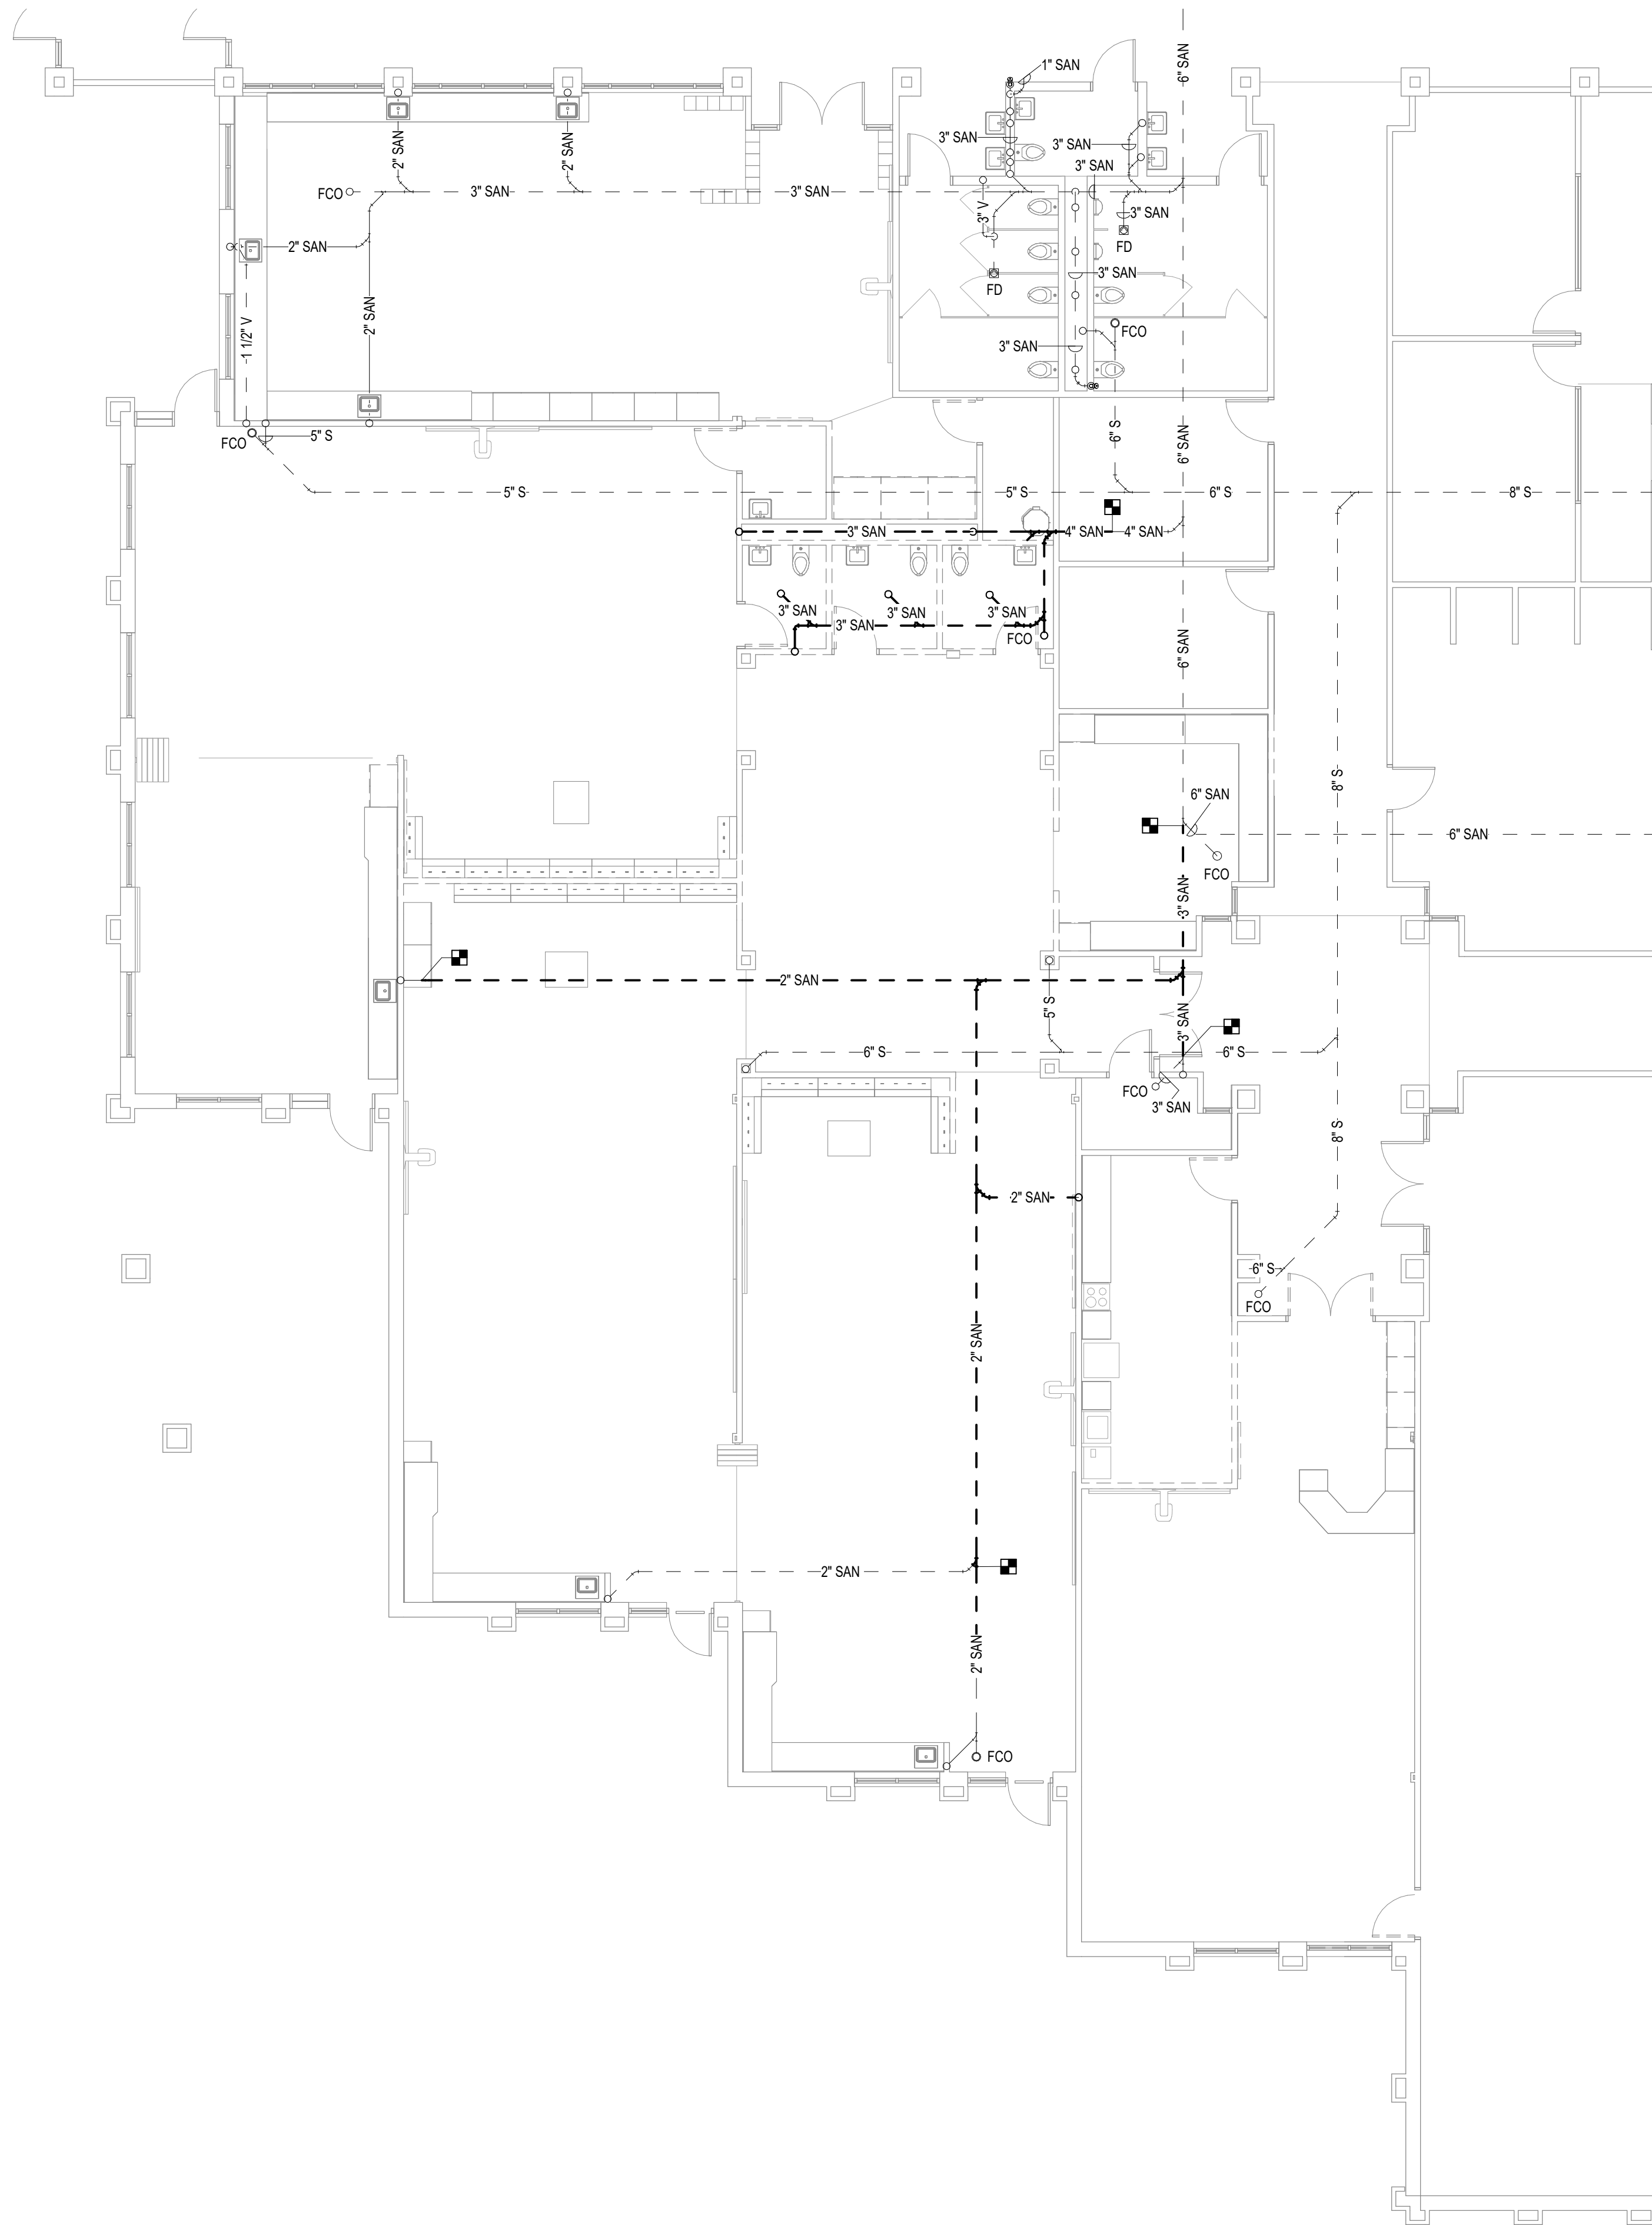 1" SAN
6" SAN
3" SAN
3" SAN
2" SAN
2" SAN
3" SAN
FCO
3" SAN
3" SAN
3" V
3" SAN
2" SAN
FD
3" SAN
FD
2" SAN
1 1/2" V
FCO
3" SAN
6" S
6" SAN
FCO
5" S
5" S
5" S
6" S
8" S
3" SAN
4" SAN
4" SAN
3" SAN
3" SAN
3" SAN
3" SAN
FCO
6" SAN
8" S
6" SAN
6" SAN
FCO
3" SAN
2" SAN
5" S
3" SAN
6" S
6" S
FCO
3" SAN
8" S
2" SAN
6" S
FCO
2" SAN
2" SAN
2" SAN
FCO